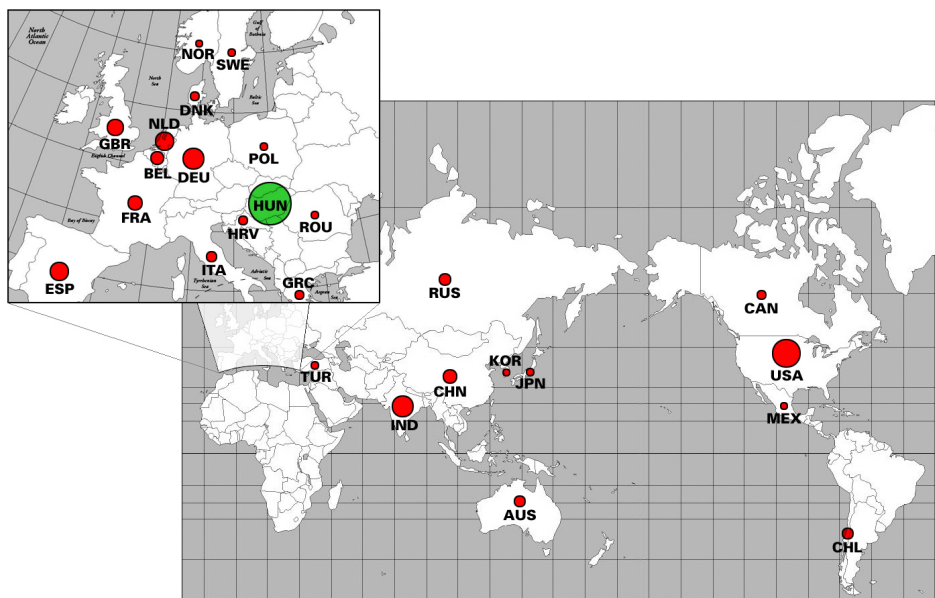 North
Atlantic
Ocean
Gulf
of
Bothnia
NOR
SWE
North
Sea
DNK
Baltic
Sea
NLD
GBR
English Channel
BEL
DEU
POL
HUN
FRA
Bay of Biscay
HRV
ROU
ITA
Adriatic
Sea
Tyrrhenian
Sea
GRC
Aegean
Sea
ESP
RUS
CAN
TUR
KOR
JPN
CHN
USA
IND
MEX
AUS
CHL